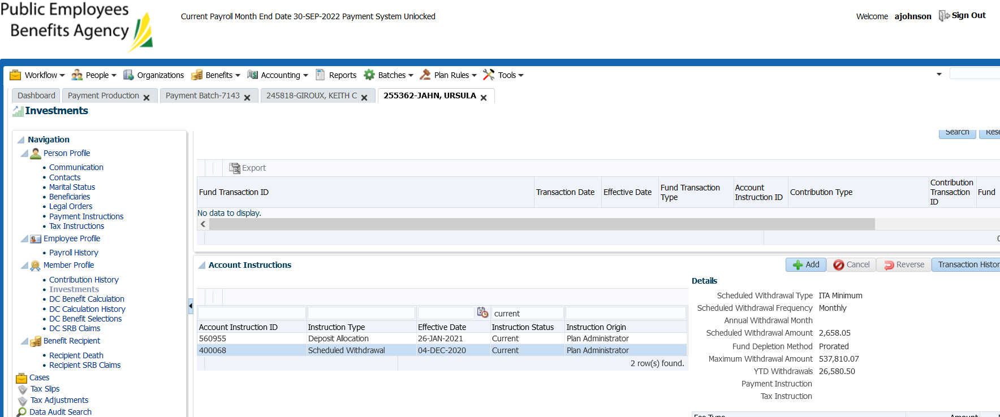 Public Employees
Benefits Agency
Current Payroll Month End Date 30-SEP-2022 Payment System Unlocked
Welcome ajohnson Sign Out
Workflow People Organizations Benefits Accounting Reports Batches Plan Rules Tools
Dashboard Payment Production Payment Batch-7143 245818-GIROUX, KEITH C 255362-JAHN, URSULA
Investments
Navigation
Person Profile
Communication
Contacts
Marital Status
Beneficiaries
Legal Orders
Payment Instructions
Tax Instructions
Employee Profile
Payroll History
Member Profile
Contribution History
Investments
DC Benefit Calculation
DC Calculation History
DC Benefit Selections
DC SRB Claims
Benefit Recipient
Recipient Death
Recipient SRB Claims
Cases
Tax Slips
Tax Adjustments
Data Audit Search
Search Rese
Export
Fund Transaction ID Transaction Date Effective Date Fund Transaction Type Account Instruction ID Contribution Type Contribution Transaction ID Fund
No data to display.
Account Instructions
Add Cancel Reverse Transaction Histor
current
Account Instruction ID Instruction Type Effective Date Instruction Status Instruction Origin
560955 Deposit Allocation 26-JAN-2021 Current Plan Administrator
400068 Scheduled Withdrawal 04-DEC-2020 Current Plan Administrator
2 row(s) found.
Details
Scheduled Withdrawal Type ITA Minimum
Scheduled Withdrawal Frequency Monthly
Annual Withdrawal Month
Scheduled Withdrawal Amount 2,658.05
Fund Depletion Method Prorated
Maximum Withdrawal Amount 537,810.07
YTD Withdrawals 26,580.50
Payment Instruction
Tax Instruction
Fee Type Amount